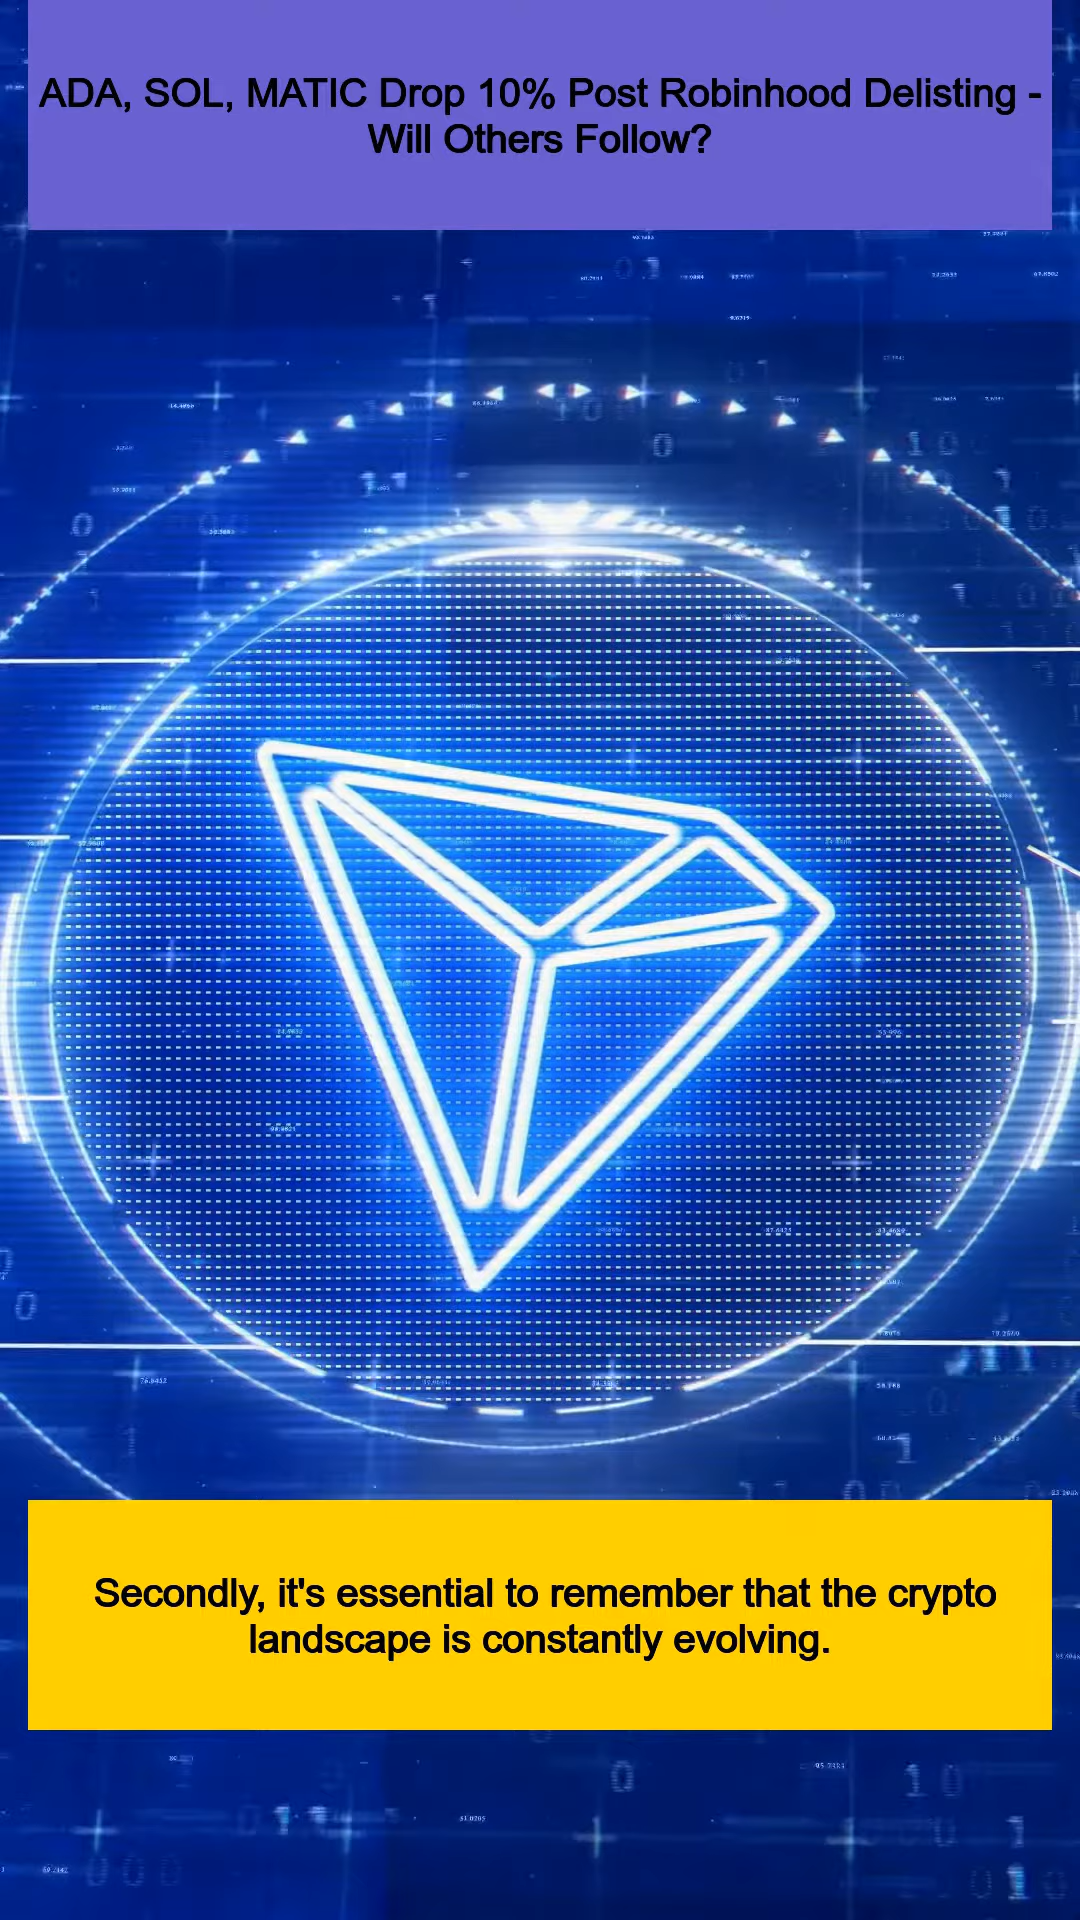 ADA, SOL, MATIC Drop 10% Post Robinhood Delisting -
Will Others Follow?
Secondly, it's essential to remember that the crypto
landscape is constantly evolving.